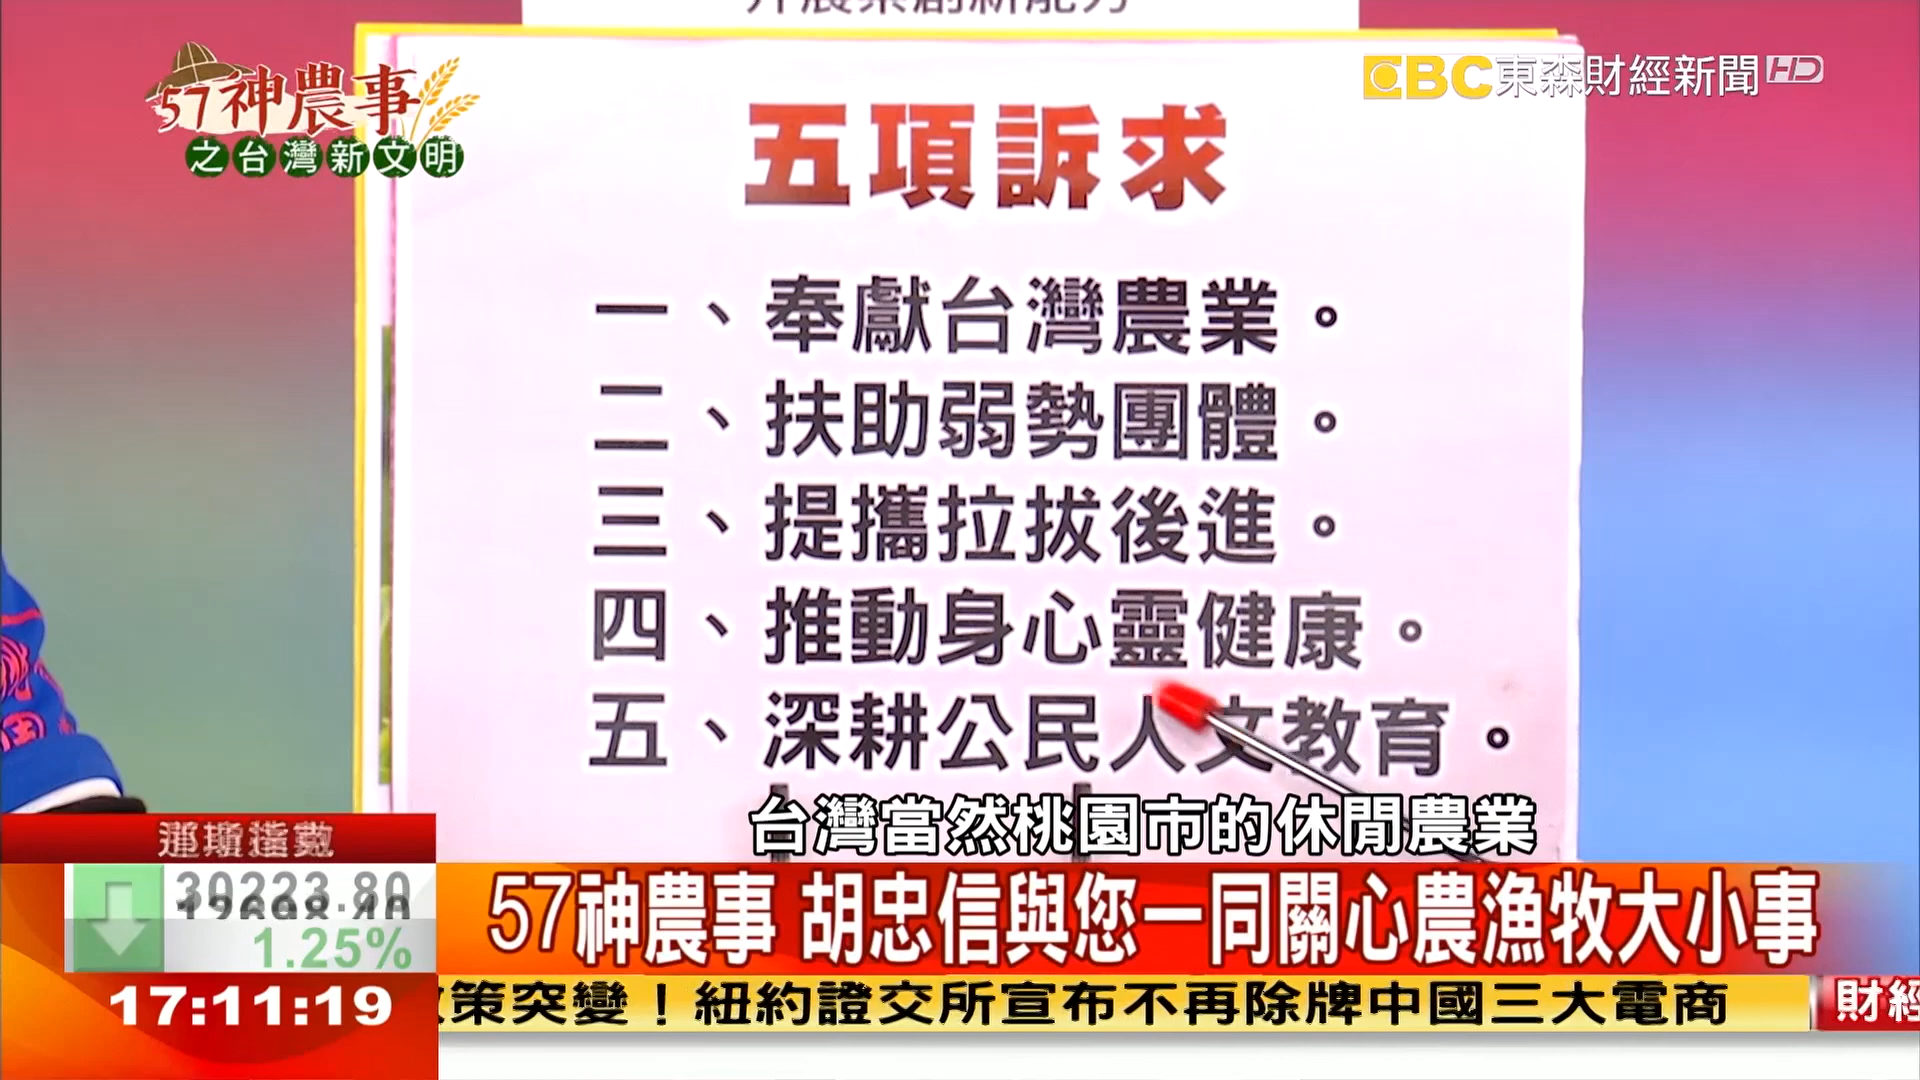 57神農事
之台灣新文明
EBC東森財經新聞HD
五項訴求
一、奉獻台灣農業。
二、扶助弱勢團體。
三、提攜拉拔後進。
四、推動身心靈健康。
五、深耕公民人文教育。
台灣當然桃園市的休閒農業
1.25%
57神農事 胡忠信與您一同關心農漁牧大小事
17:11:19
策突變!紐約證交所宣布不再除牌中國三大電商
財經